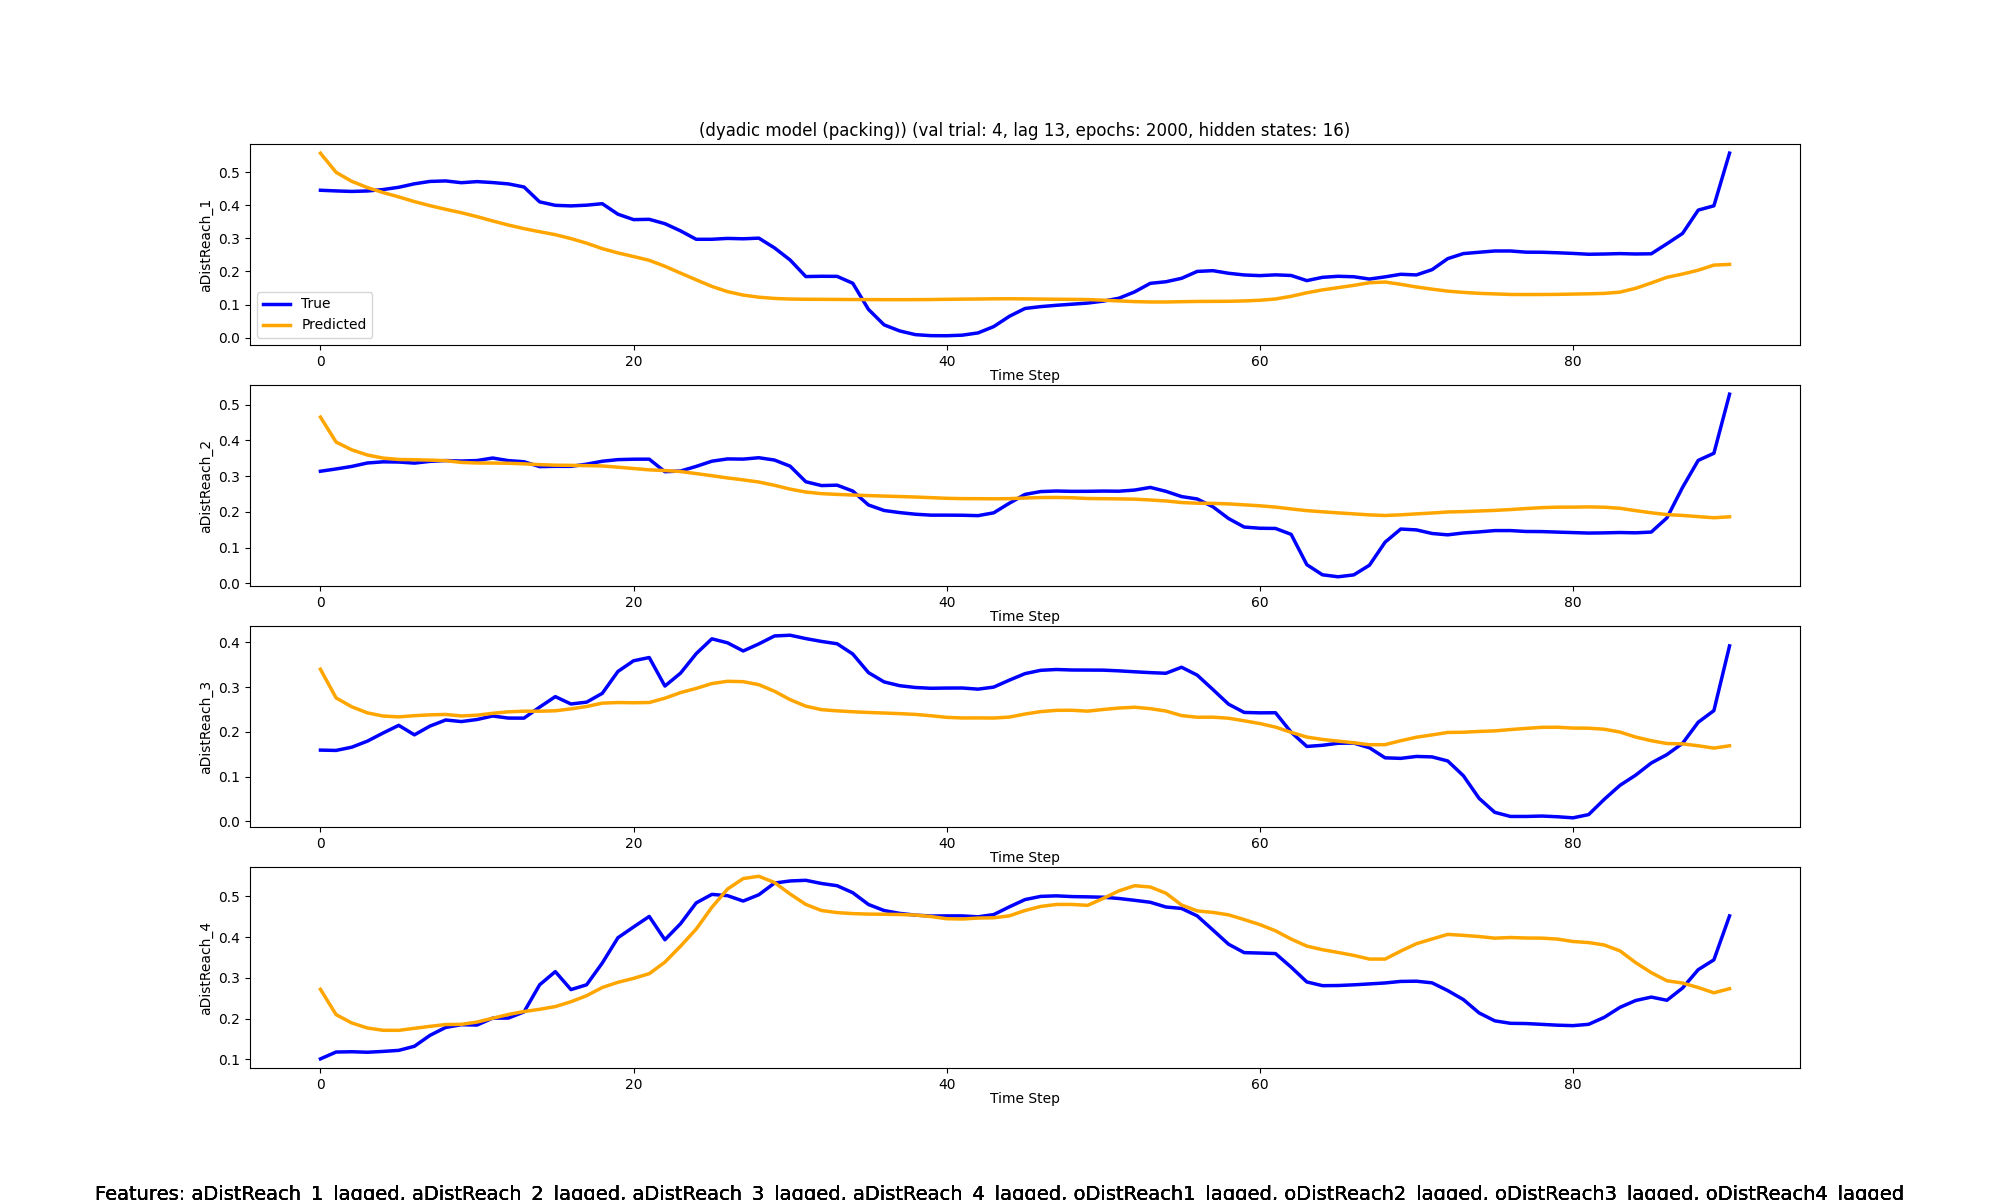 (dyadic model (packing)) (val trial: 4, lag 13, epochs: 2000, hidden states: 16)
0.5
0.4
0.3
0.2
0.1
0.0
aDistReach_1
True
Predicted
0 20 40 60 80
Time Step
0.5
0.4
0.3
0.2
0.1
0.0
aDistReach_2
0 20 40 60 80
Time Step
0.4
0.3
0.2
0.1
0.0
aDistReach_3
0 20 40 60 80
Time Step
0.5
0.4
0.3
0.2
0.1
aDistReach_4
0 20 40 60 80
Time Step
Features: aDistReach_1_lagged, aDistReach_2_lagged, aDistReach_3_lagged, aDistReach_4_lagged, oDistReach1_lagged, oDistReach2_lagged, oDistReach3_lagged, oDistReach4_lagged